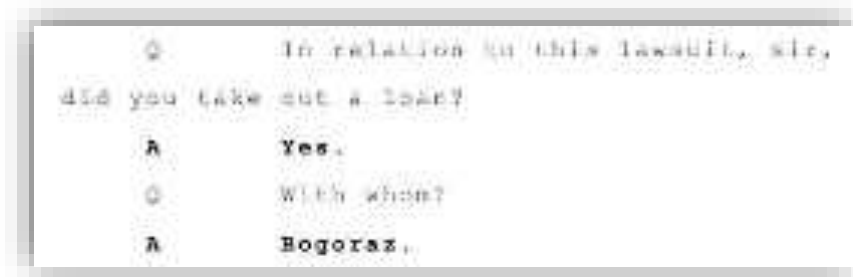 Q In relation to this lawsuit, sir,
did you take out a loan?
A Yes.
Q With whom?
A Bogoraz.